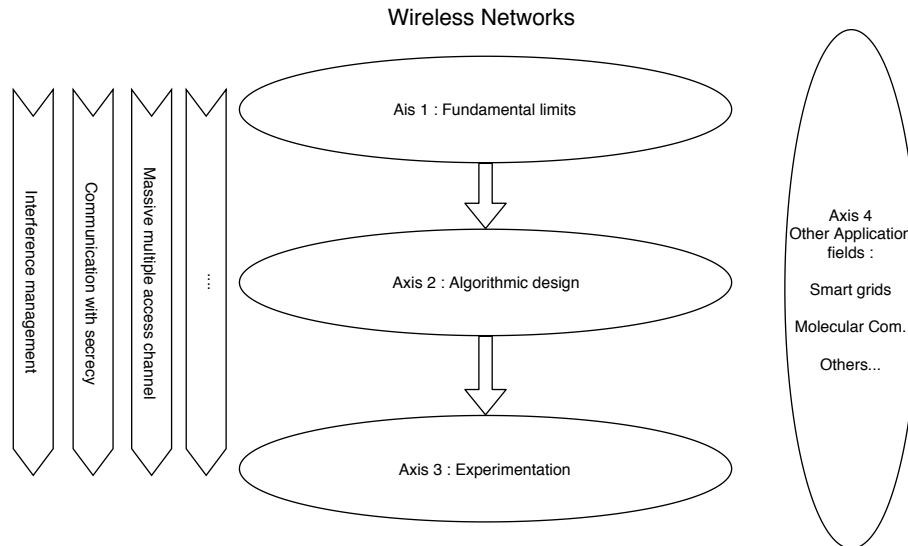 Wireless Networks
Interference management
Communication with secrecy
Massive multiple access channel
....
Ais 1 : Fundamental limits
Axis 2 : Algorithmic design
Axis 3 : Experimentation
Axis 4
Other Application
fields :
Smart grids
Molecular Com.
Others...